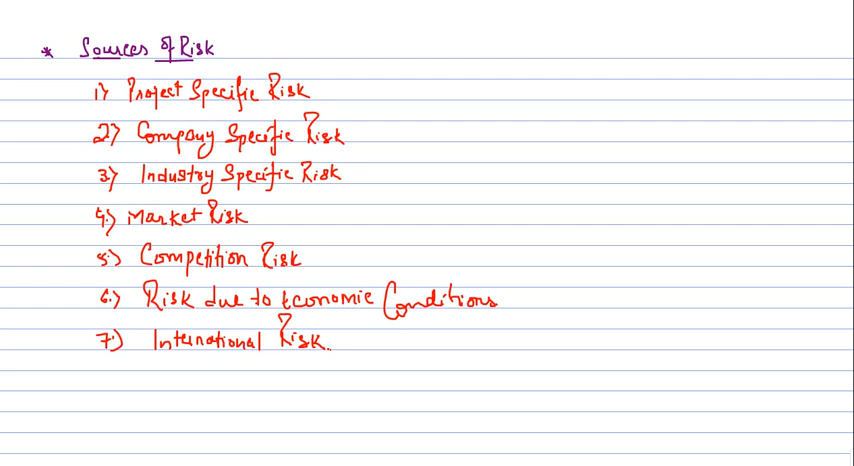 * Sources of Risk
1) Project Specific Risk
2) Company Specific Risk
3) Industry Specific Risk
4) Market Risk
5) Competition Risk
6) Risk due to economic Conditions
7) International Risk.